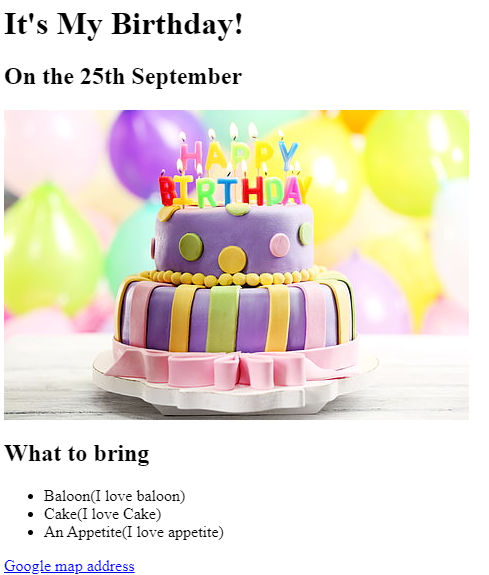 It's My Birthday!
On the 25th September
HAPPY
BIRTHDAY
What to bring
Baloon(I love baloon)
Cake(I love Cake)
An Appetite(I love appetite)
Google map address